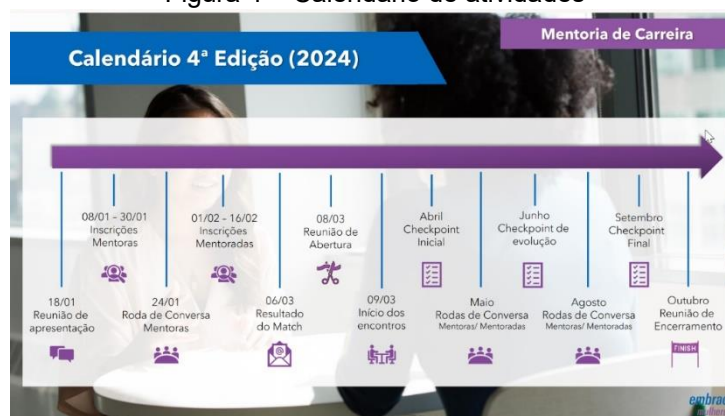 Mentoria de Carreira
Calendário 4ª Edição (2024)
08/01 – 30/01
Inscrições
Mentoras
01/02 – 16/02
Inscrições
Mentoradas
08/03
Reunião de
Abertura
Abril
Checkpoint
Inicial
Junho
Checkpoint de
evolução
Setembro
Checkpoint
Final
18/01
Reunião de
apresentação
24/01
Roda de Conversa
Mentoras
06/03
Resultado
do Match
09/03
Início dos
encontros
Maio
Rodas de Conversa
Mentoras/ Mentoradas
Agosto
Rodas de Conversa
Mentoras/ Mentoradas
Outubro
Reunião de
Encerramento
FINISH